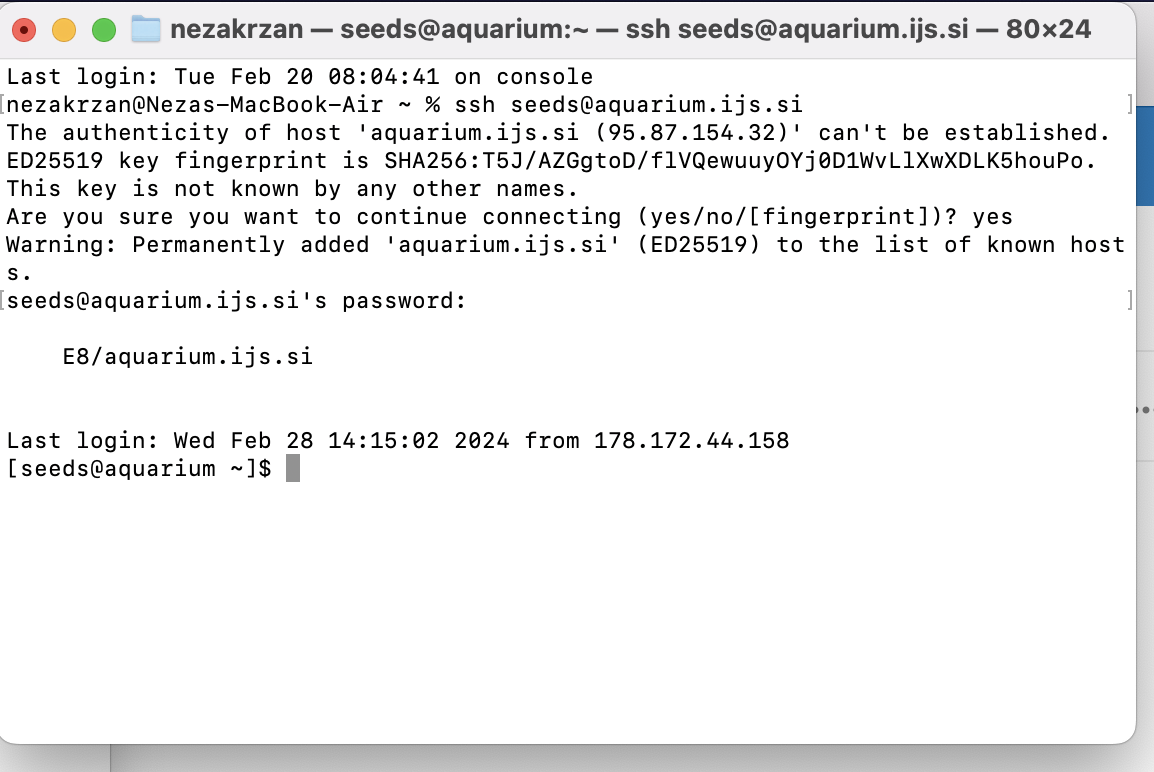 nezakrzan — seeds@aquarium:~ — ssh seeds@aquarium.ijs.si — 80×24
Last login: Tue Feb 20 08:04:41 on console
[nezakrzan@Nezas-MacBook-Air ~ % ssh seeds@aquarium.ijs.si ]
The authenticity of host 'aquarium.ijs.si (95.87.154.32)' can't be established.
ED25519 key fingerprint is SHA256:T5J/AZGgtoD/flVQewuuyOYj0D1WvLlXwXDLK5houPo.
This key is not known by any other names.
Are you sure you want to continue connecting (yes/no/[fingerprint])? yes
Warning: Permanently added 'aquarium.ijs.si' (ED25519) to the list of known host
s.
[seeds@aquarium.ijs.si's password: ]
E8/aquarium.ijs.si
Last login: Wed Feb 28 14:15:02 2024 from 178.172.44.158
[seeds@aquarium ~]$